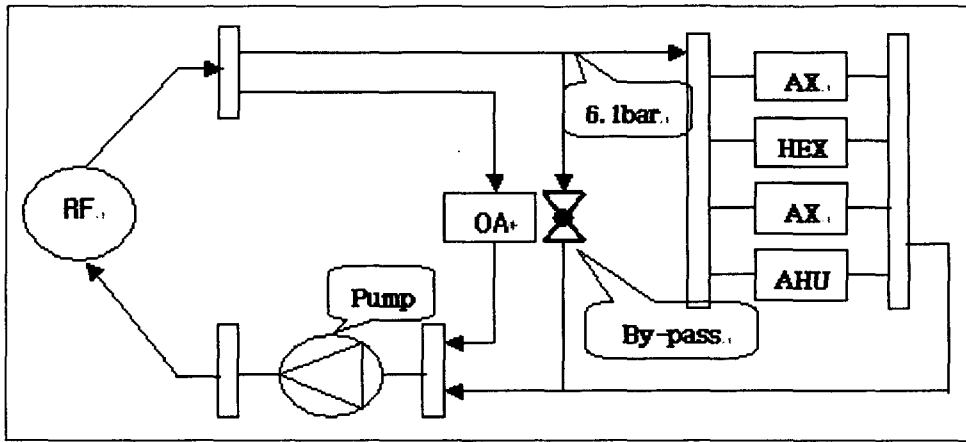 AX
6.1bar
HEX
RF
OA
AX
AHU
Pump
By-pass